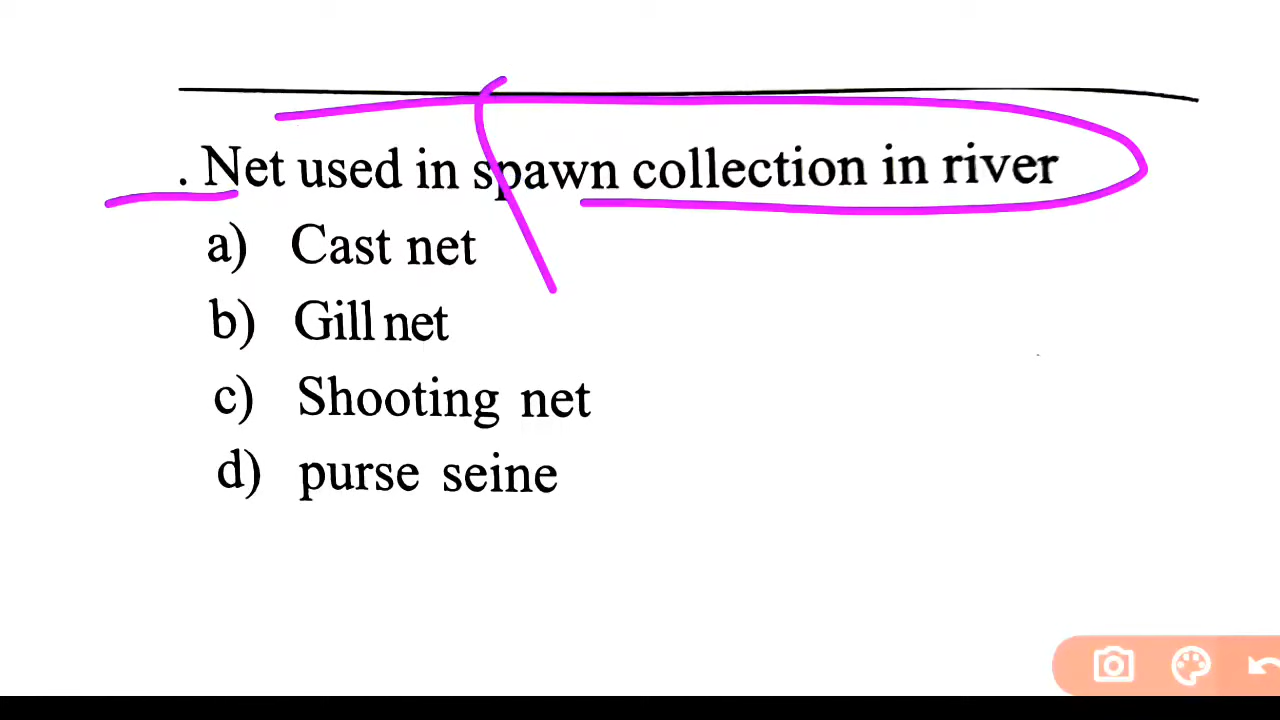 . Net used in spawn collection in river
a) Cast net
b) Gill net
c) Shooting net
d) purse seine